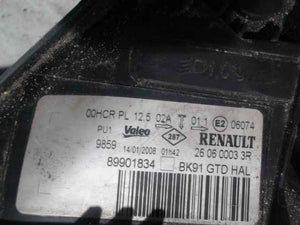 00HCR PL 12.5 02A T 01.1 E2 06074
PU1 Valeo 287 RENAULT
9859 14/01/2008 01h42 26 06 0003 3R
89901834 BK91 GTD HAL